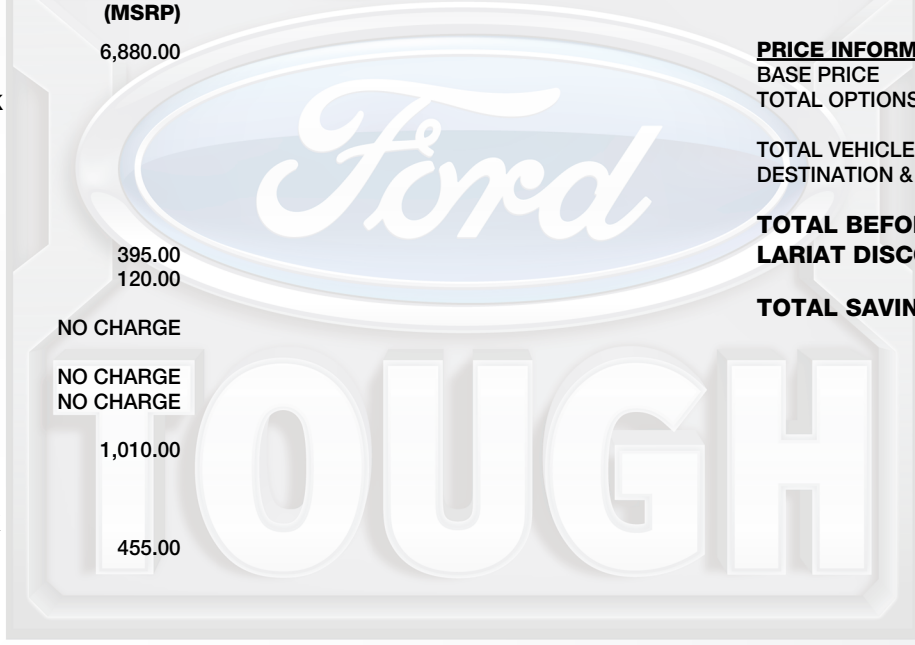 (MSRP)
6,880.00
395.00
120.00
NO CHARGE
NO CHARGE
NO CHARGE
1,010.00
455.00
PRICE INFORM
BASE PRICE
TOTAL OPTIONS
TOTAL VEHICLE
DESTINATION &
TOTAL BEFO
LARIAT DISC
TOTAL SAVIN
Ford
TOUGH